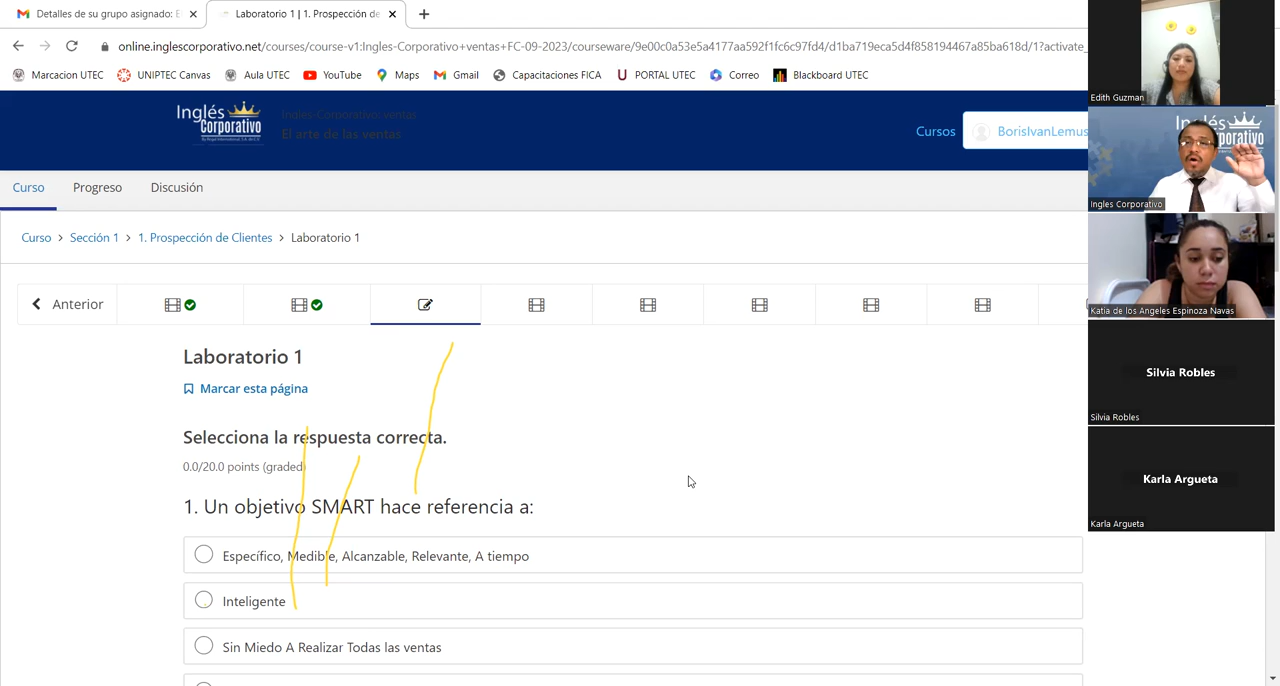 Detalles de su grupo asignado: E
Laboratorio 1 | 1. Prospección de
online.inglescorporativo.net/courses/course-v1:Ingles-Corporativo+ventas+FC-09-2023/courseware/9e00c0a53e5a4177aa592f1fc6c97fd4/d1ba719eca5d4f858194467a85ba618d/1?activate_
Marcacion UTEC UNIPTEC Canvas Aula UTEC YouTube Maps Gmail Capacitaciones FICA PORTAL UTEC Correo Blackboard UTEC
Inglés Corporativo
Inglés-Corporativo: ventas
El arte de las ventas
Cursos BorisIvanLemus
Curso Progreso Discusión
Curso > Sección 1 > 1. Prospección de Clientes > Laboratorio 1
Anterior
Laboratorio 1
Marcar esta página
Selecciona la respuesta correcta.
0.0/20.0 points (graded)
1. Un objetivo SMART hace referencia a:
Específico, Medible, Alcanzable, Relevante, A tiempo
Inteligente
Sin Miedo A Realizar Todas las ventas
Edith Guzman
Ingles Corporativo
Katia de los Angeles Espinoza Navas
Silvia Robles
Silvia Robles
Karla Argueta
Karla Argueta